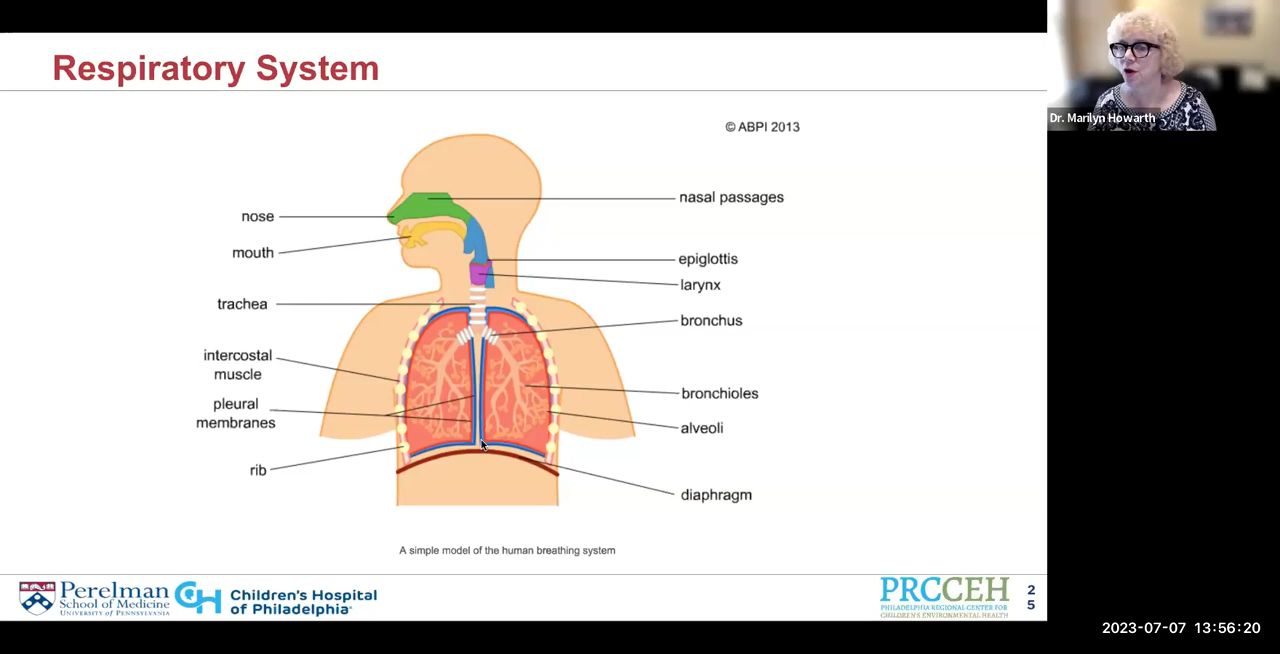 Respiratory System
Dr. Marilyn Howarth
© ABPI 2013
nasal passages
nose
mouth
epiglottis
larynx
trachea
bronchus
intercostal
muscle
pleural
membranes
bronchioles
alveoli
rib
diaphragm
A simple model of the human breathing system
Perelman
School of Medicine
UNIVERSITY OF PENNSYLVANIA
CH
Children's Hospital
of Philadelphia
PRCCEH
PHILADELPHIA REGIONAL CENTER FOR
CHILDREN'S ENVIRONMENTAL HEALTH
2
5
2023-07-07 13:56:20